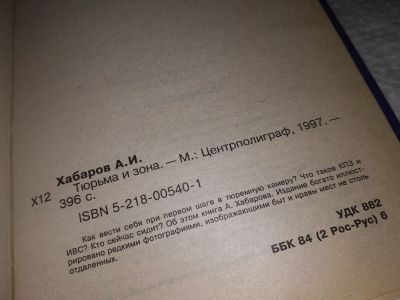 Хабаров А.И.
Х12 Тюрьма и зона. — М.: Центрполиграф, 1997. —
396 с.
ISBN 5-218-00540-1
Как вести себя при первом шаге в тюремную камеру? Что такое КПЗ и
ИВС? Кто сейчас сидит? Об этом книга А. Хабарова. Издание богато иллюст-
рировано редкими фотографиями, изображающими быт и нравы мест не столь
отдаленных.
УДК 882
ББК 84 (2 Рос-Рус) 6